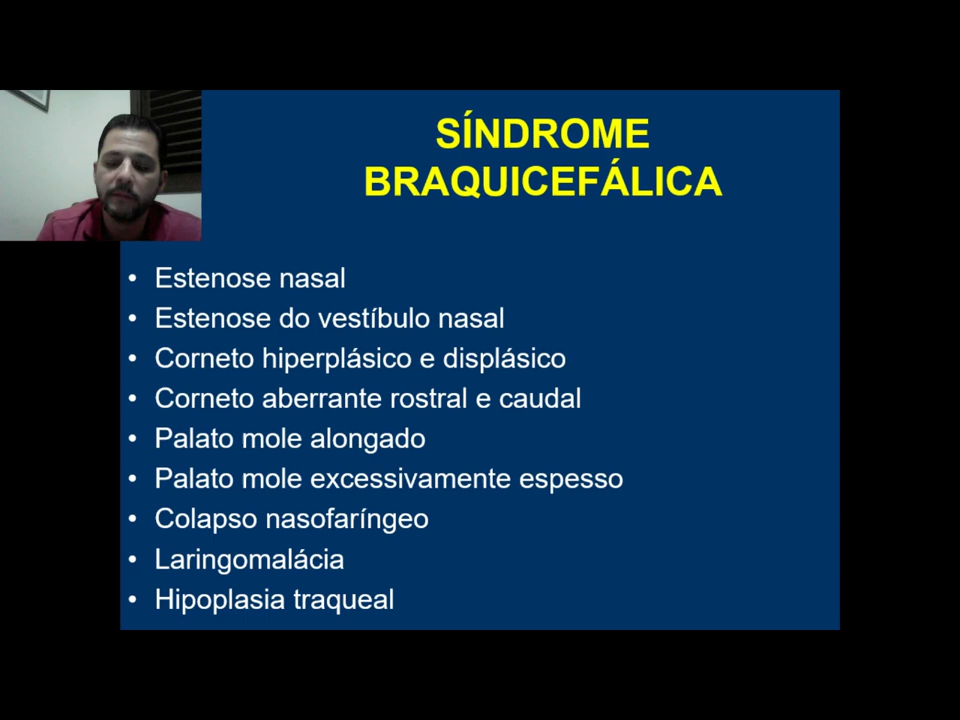 SÍNDROME
BRAQUICEFÁLICA
• Estenose nasal
• Estenose do vestíbulo nasal
• Corneto hiperplásico e displásico
• Corneto aberrante rostral e caudal
• Palato mole alongado
• Palato mole excessivamente espesso
• Colapso nasofaríngeo
• Laringomalácia
• Hipoplasia traqueal